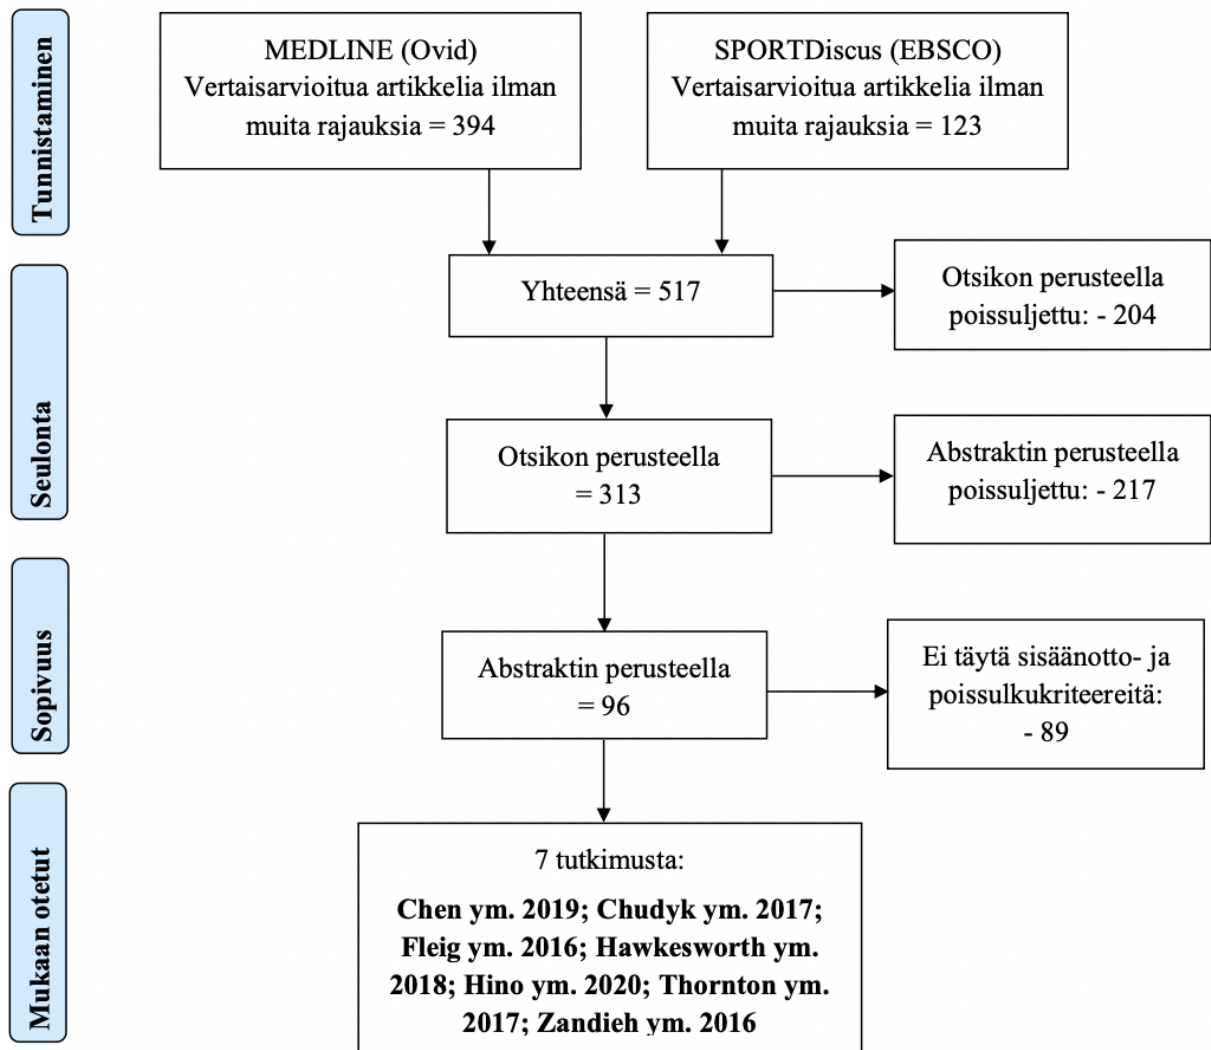 Tunnistaminen
MEDLINE (Ovid)
Vertaisarvioitua artikkelia ilman
muita rajauksia = 394
SPORTDiscus (EBSCO)
Vertaisarvioitua artikkelia ilman
muita rajauksia = 123
Seulonta
Yhteensä = 517
Otsikon perusteella
poissuljettu: - 204
Otsikon perusteella
= 313
Abstraktin perusteella
poissuljettu: - 217
Sopivuus
Abstraktin perusteella
= 96
Ei täytä sisäänotto- ja
poissulkukriteereitä:
- 89
Mukaan otetut
7 tutkimusta:
Chen ym. 2019; Chudyk ym. 2017;
Fleig ym. 2016; Hawkesworth ym.
2018; Hino ym. 2020; Thornton ym.
2017; Zandieh ym. 2016